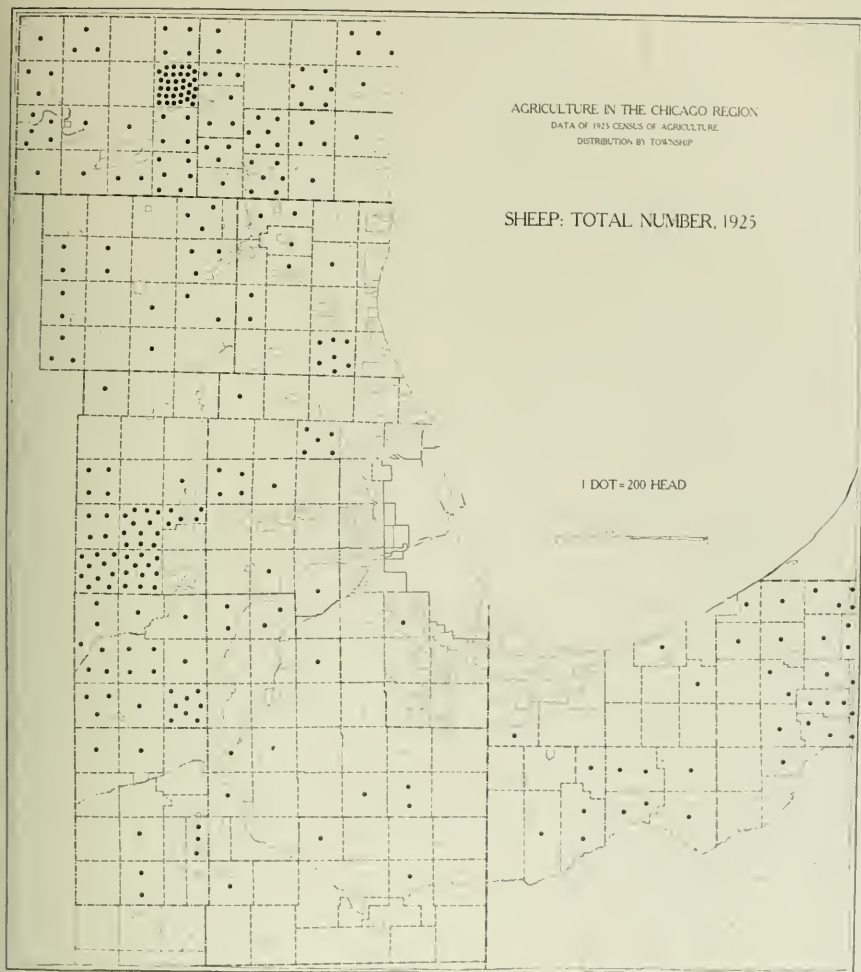 AGRICULTURE IN THE CHICAGO REGION
DATA OF 1925 CENSUS OF AGRICULTURE
DISTRIBUTION BY TOWNSHIP
SHEEP: TOTAL NUMBER, 1925
1 DOT = 200 HEAD